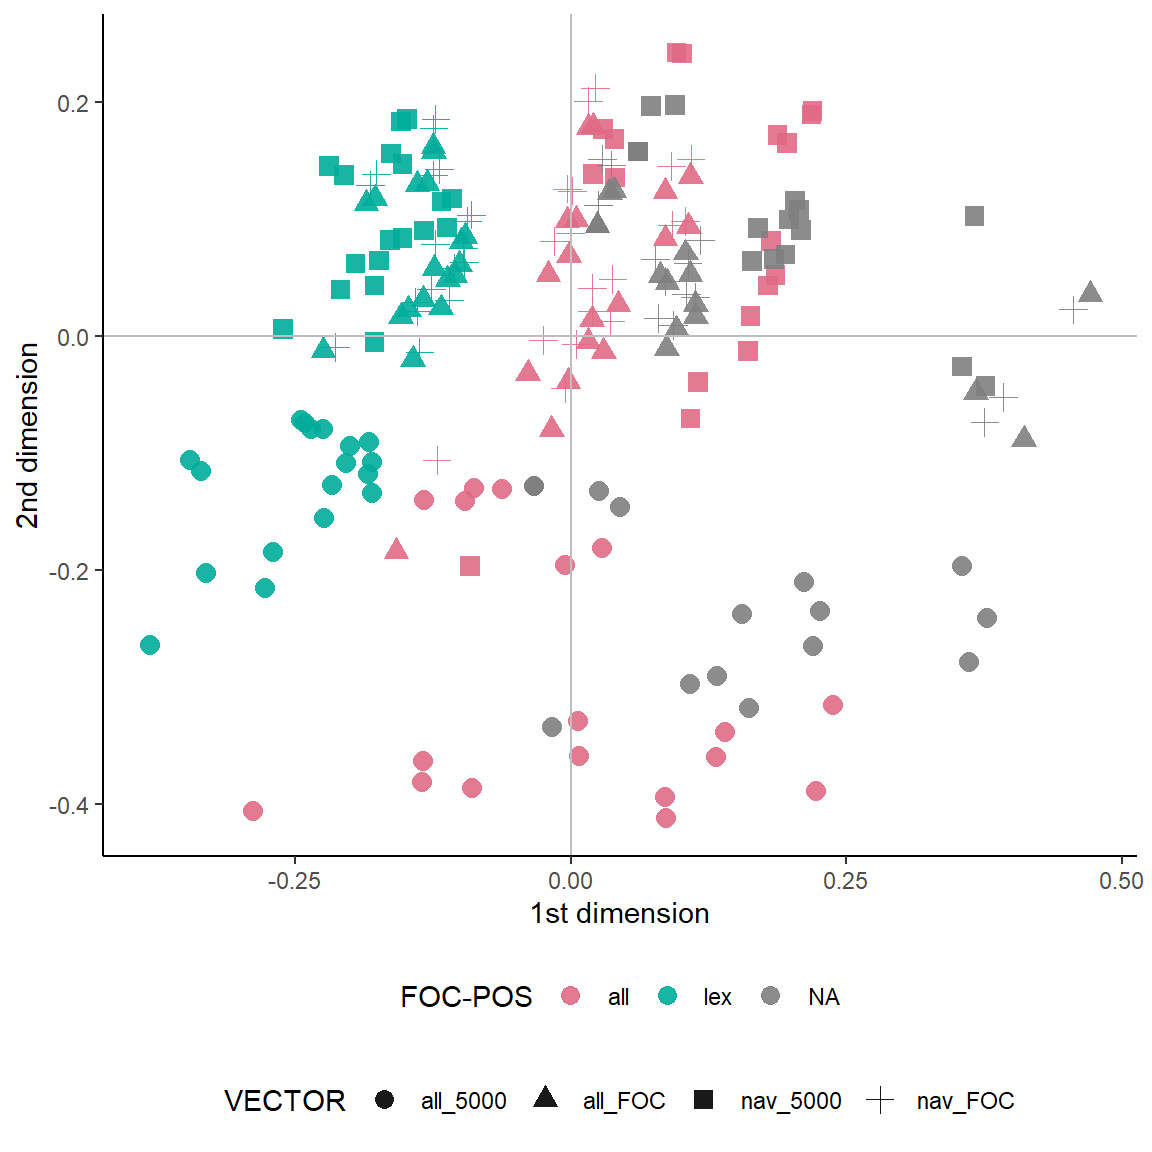 2nd dimension
0.2
0.0
-0.2
-0.4
-0.25
0.00
0.25
0.50
1st dimension
FOC-POS all lex NA
VECTOR all_5000 all_FOC nav_5000 nav_FOC